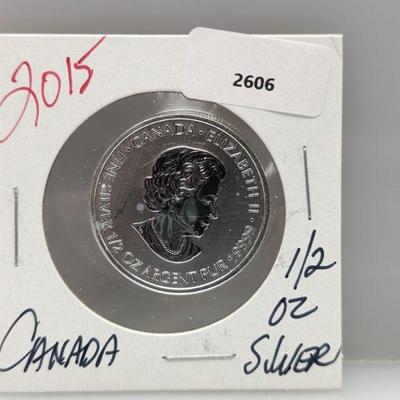 2015
2606
CANADA · ELIZABETH II ·
FINE SILVER 1/2 OZ ARGENT PUR 9999
1/2
OZ
SILVER
CANADA